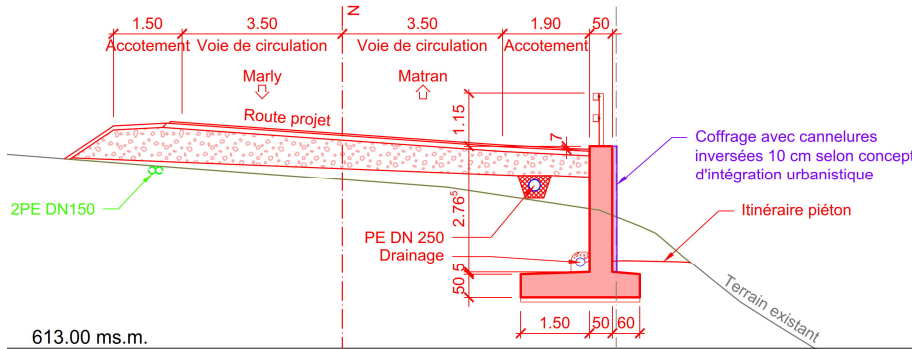 1.50 3.50 3.50 1.90 50
Accotement Voie de circulation Voie de circulation Accotement
N
Marly
Matran
Route projet
1.15
7
Coffrage avec cannelures
inversées 10 cm selon concept
d'intégration urbanistique
2PE DN150
2.76⁵
Itinéraire piéton
PE DN 250
Drainage
5
50
Terrain existant
1.50 50 60
613.00 ms.m.